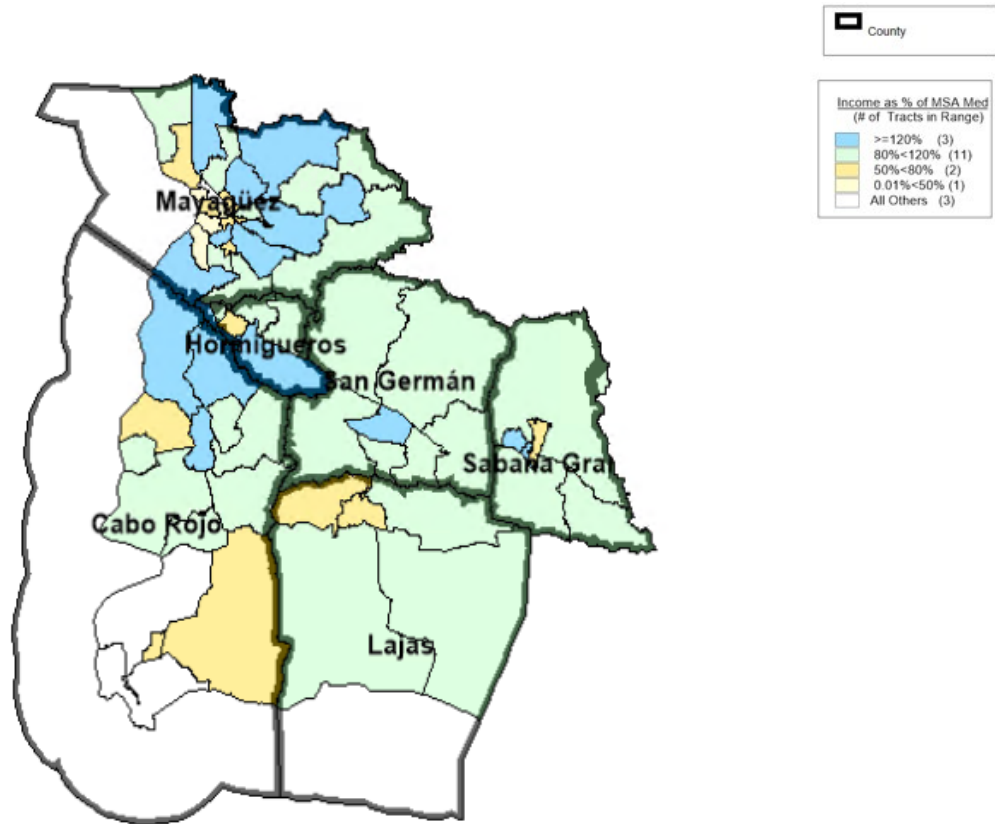 County
Income as % of MSA Med
(# of Tracts in Range)
>=120% (3)
80%<120% (11)
50%<80% (2)
0.01%<50% (1)
All Others (3)
Mayagüez
Hormigueros
San Germán
Sabana Gra
Cabo Rojo
Lajas